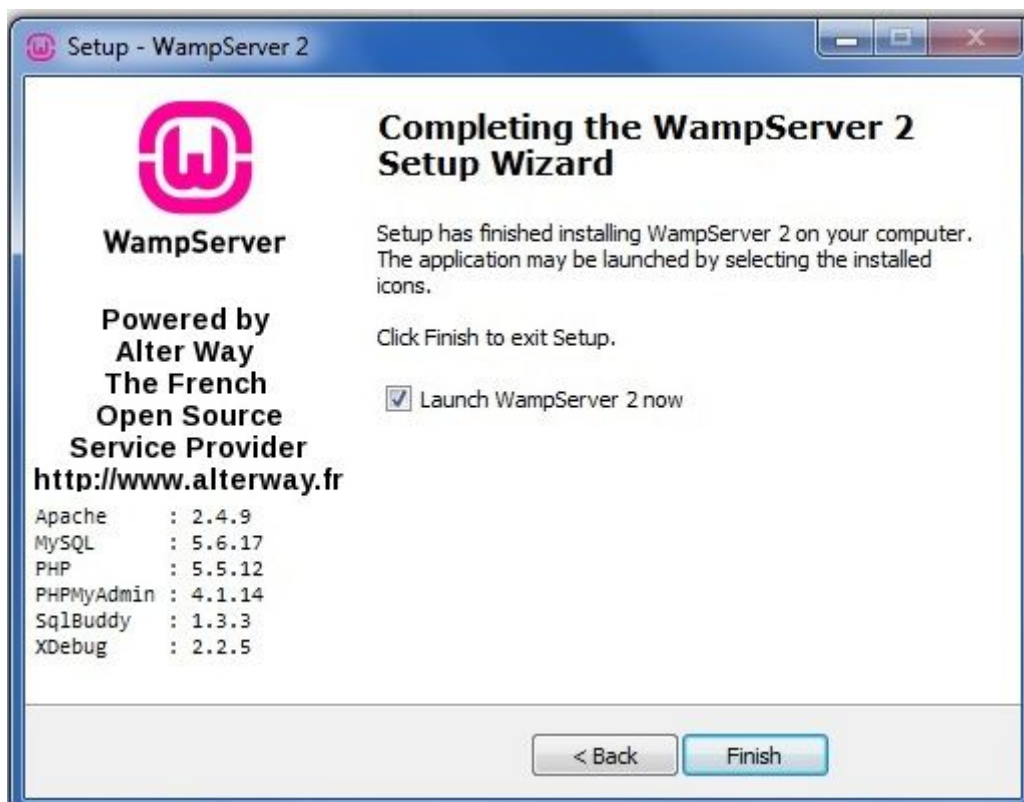 Setup - WampServer 2
WampServer
Powered by
Alter Way
The French
Open Source
Service Provider
http://www.alterway.fr
Apache : 2.4.9
MySQL : 5.6.17
PHP : 5.5.12
PHPMyAdmin : 4.1.14
SqlBuddy : 1.3.3
XDebug : 2.2.5
Completing the WampServer 2
Setup Wizard
Setup has finished installing WampServer 2 on your computer.
The application may be launched by selecting the installed
icons.
Click Finish to exit Setup.
Launch WampServer 2 now
< Back
Finish